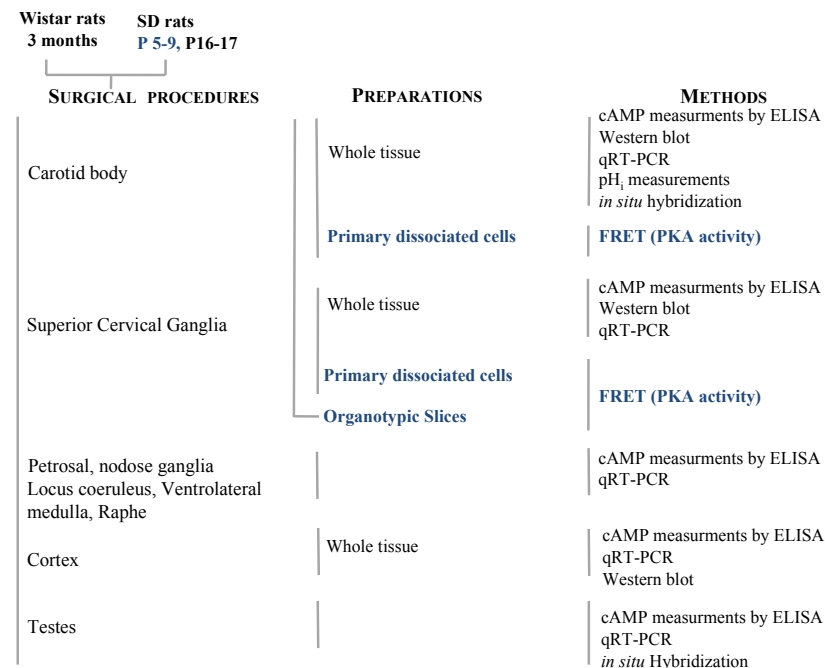 Wistar rats
3 months
SD rats
P 5-9, P16-17
SURGICAL PROCEDURES
PREPARATIONS
METHODS
Carotid body
Whole tissue
cAMP measurments by ELISA
Western blot
qRT-PCR
pHi measurements
in situ hybridization
Primary dissociated cells
FRET (PKA activity)
Superior Cervical Ganglia
Whole tissue
cAMP measurments by ELISA
Western blot
qRT-PCR
Primary dissociated cells
Organotypic Slices
FRET (PKA activity)
Petrosal, nodose ganglia
Locus coeruleus, Ventrolateral
medulla, Raphe
cAMP measurments by ELISA
qRT-PCR
Cortex
Whole tissue
cAMP measurments by ELISA
qRT-PCR
Western blot
Testes
cAMP measurments by ELISA
qRT-PCR
in situ Hybridization